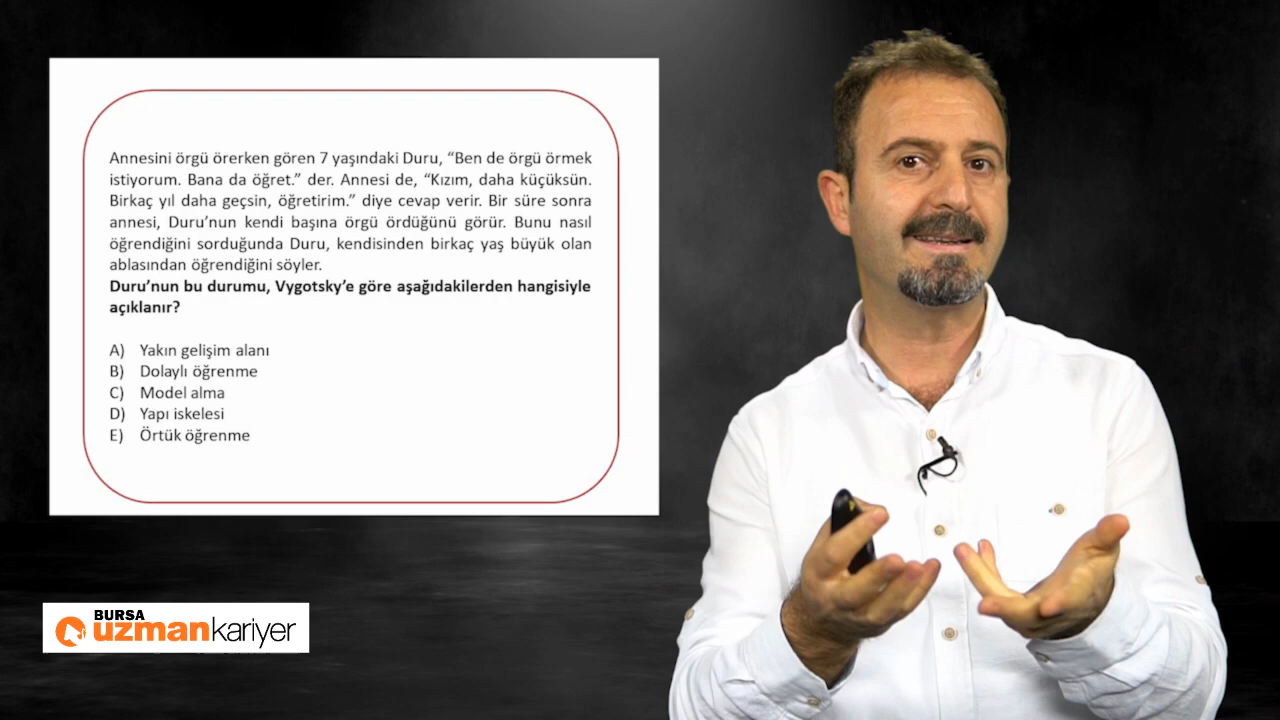 Annesini örgü örerken gören 7 yaşındaki Duru, “Ben de örgü örmek
istiyorum. Bana da öğret.” der. Annesi de, “Kızım, daha küçüksün.
Birkaç yıl daha geçsin, öğretirim.” diye cevap verir. Bir süre sonra
annesi, Duru’nun kendi başına örgü ördüğünü görür. Bunu nasıl
öğrendiğini sorduğunda Duru, kendisinden birkaç yaş büyük olan
ablasından öğrendiğini söyler.
Duru’nun bu durumu, Vygotsky’e göre aşağıdakilerden hangisiyle
açıklanır?
A) Yakın gelişim alanı
B) Dolaylı öğrenme
C) Model alma
D) Yapı iskelesi
E) Örtük öğrenme
BURSA
uzmankariyer